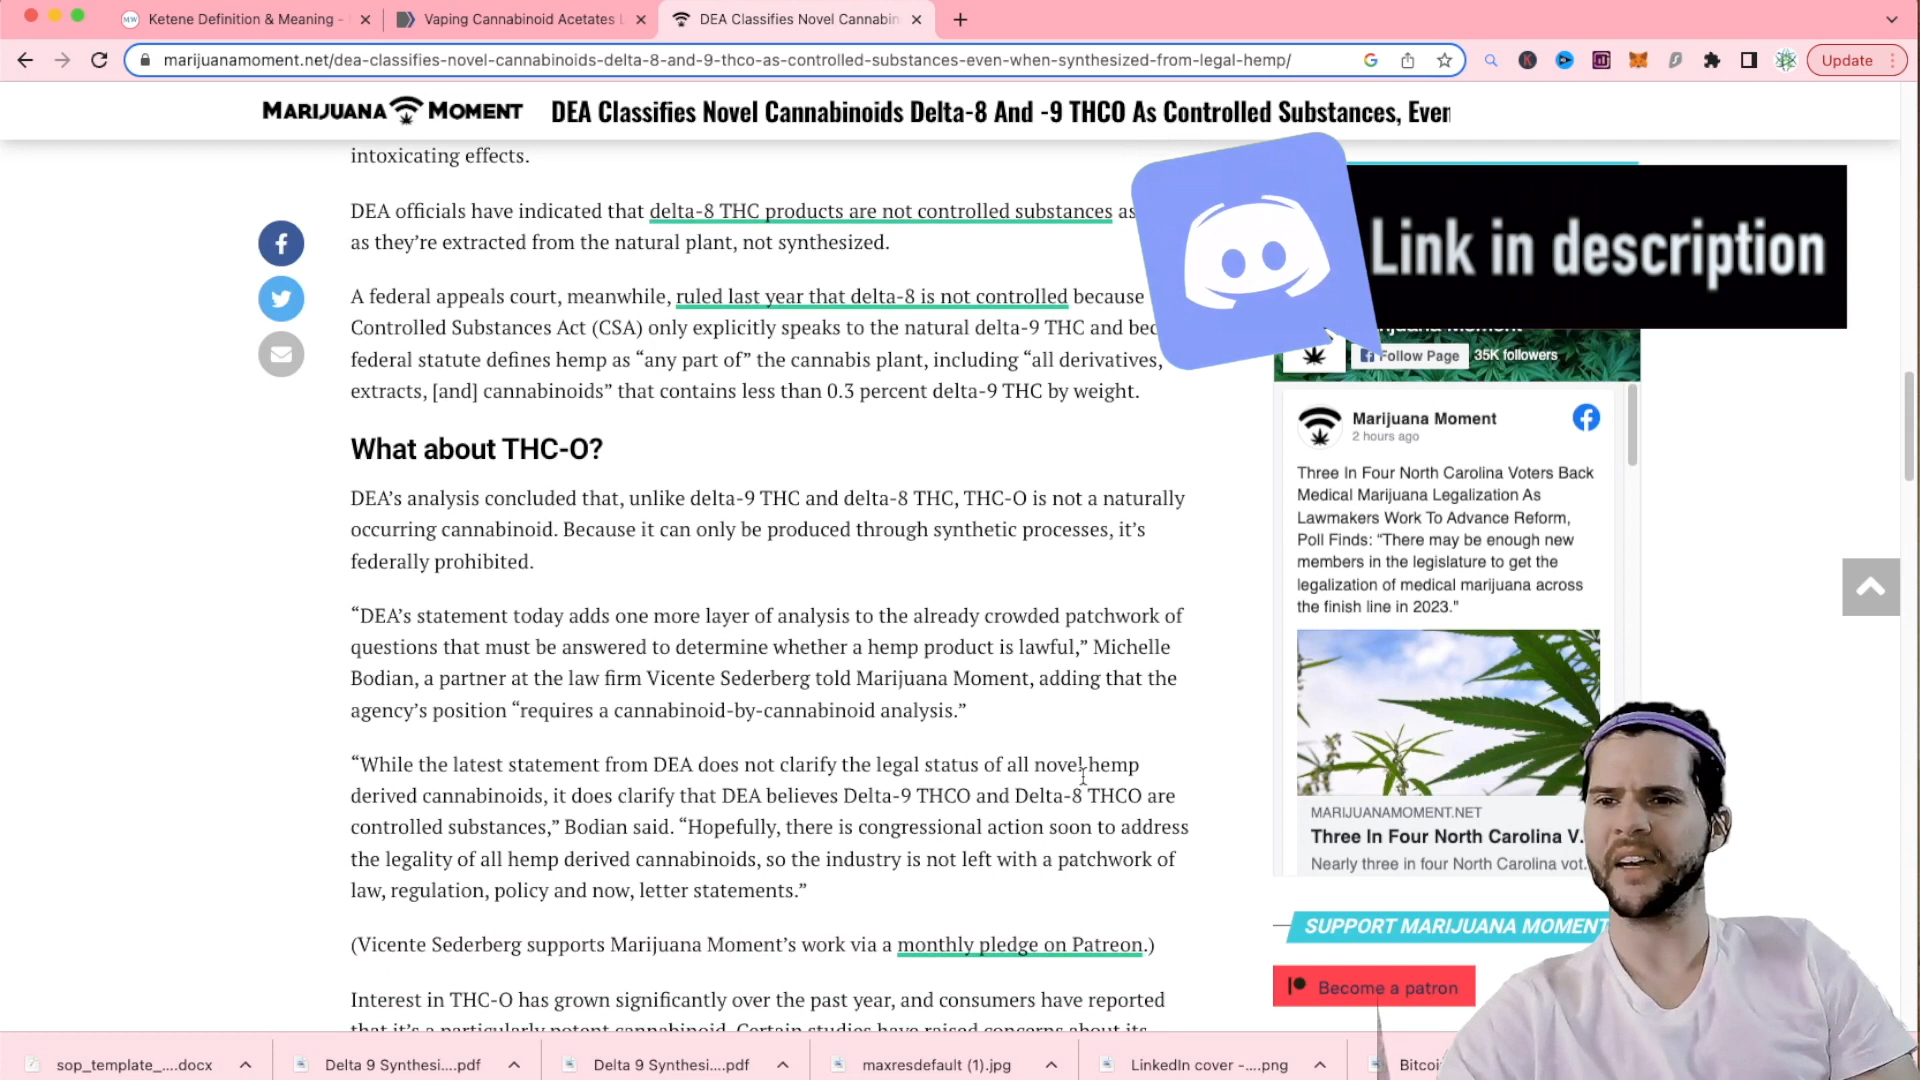 Ketene Definition & Meaning -
Vaping Cannabinoid Acetates L
DEA Classifies Novel Cannabin
marijuanamoment.net/dea-classifies-novel-cannabinoids-delta-8-and-9-thco-as-controlled-substances-even-when-synthesized-from-legal-hemp/
Update
MARIJUANA MOMENT
DEA Classifies Novel Cannabinoids Delta-8 And -9 THCO As Controlled Substances, Even
intoxicating effects.
DEA officials have indicated that delta-8 THC products are not controlled substances as
as they’re extracted from the natural plant, not synthesized.
A federal appeals court, meanwhile, ruled last year that delta-8 is not controlled because
Controlled Substances Act (CSA) only explicitly speaks to the natural delta-9 THC and bec
federal statute defines hemp as “any part of” the cannabis plant, including “all derivatives,
extracts, [and] cannabinoids” that contains less than 0.3 percent delta-9 THC by weight.
What about THC-O?
DEA’s analysis concluded that, unlike delta-9 THC and delta-8 THC, THC-O is not a naturally
occurring cannabinoid. Because it can only be produced through synthetic processes, it’s
federally prohibited.
“DEA’s statement today adds one more layer of analysis to the already crowded patchwork of
questions that must be answered to determine whether a hemp product is lawful,” Michelle
Bodian, a partner at the law firm Vicente Sederberg told Marijuana Moment, adding that the
agency’s position “requires a cannabinoid-by-cannabinoid analysis.”
“While the latest statement from DEA does not clarify the legal status of all novel hemp
derived cannabinoids, it does clarify that DEA believes Delta-9 THCO and Delta-8 THCO are
controlled substances,” Bodian said. “Hopefully, there is congressional action soon to address
the legality of all hemp derived cannabinoids, so the industry is not left with a patchwork of
law, regulation, policy and now, letter statements.”
(Vicente Sederberg supports Marijuana Moment’s work via a monthly pledge on Patreon.)
Interest in THC-O has grown significantly over the past year, and consumers have reported
that it’s a particularly potent cannabinoid. Certain studies have raised concerns about its
Link in description
Marijuana Moment
Follow Page
35K followers
Marijuana Moment
2 hours ago
Three In Four North Carolina Voters Back
Medical Marijuana Legalization As
Lawmakers Work To Advance Reform,
Poll Finds: "There may be enough new
members in the legislature to get the
legalization of medical marijuana across
the finish line in 2023."
MARIJUANAMOMENT.NET
Three In Four North Carolina V...
Nearly three in four North Carolina vot...
SUPPORT MARIJUANA MOMENT
Become a patron
sop_template_....docx
Delta 9 Synthesi....pdf
Delta 9 Synthesi....pdf
maxresdefault (1).jpg
LinkedIn cover -....png
Bitcoi